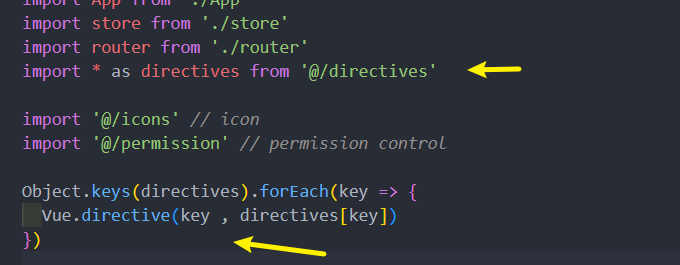 import App from './App'
import store from './store'
import router from './router'
import * as directives from '@/directives'
import '@/icons' // icon
import '@/permission' // permission control
Object.keys(directives).forEach(key => {
Vue.directive(key , directives[key])
})